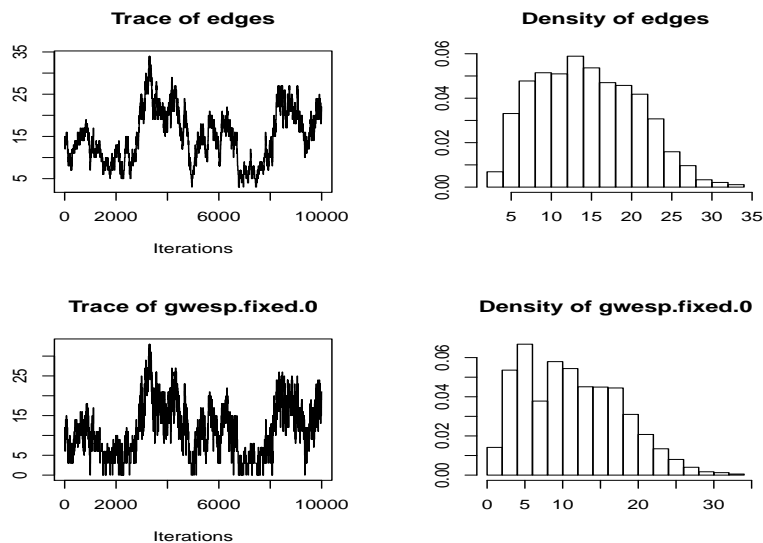 Trace of edges
35
25
15
5
0 2000 6000 10000
Iterations
Density of edges
0.06
0.04
0.02
0.00
5 10 15 20 25 30 35
Trace of gwesp.fixed.0
25
15
5
0
0 2000 6000 10000
Iterations
Density of gwesp.fixed.0
0.06
0.04
0.02
0.00
0 5 10 20 30